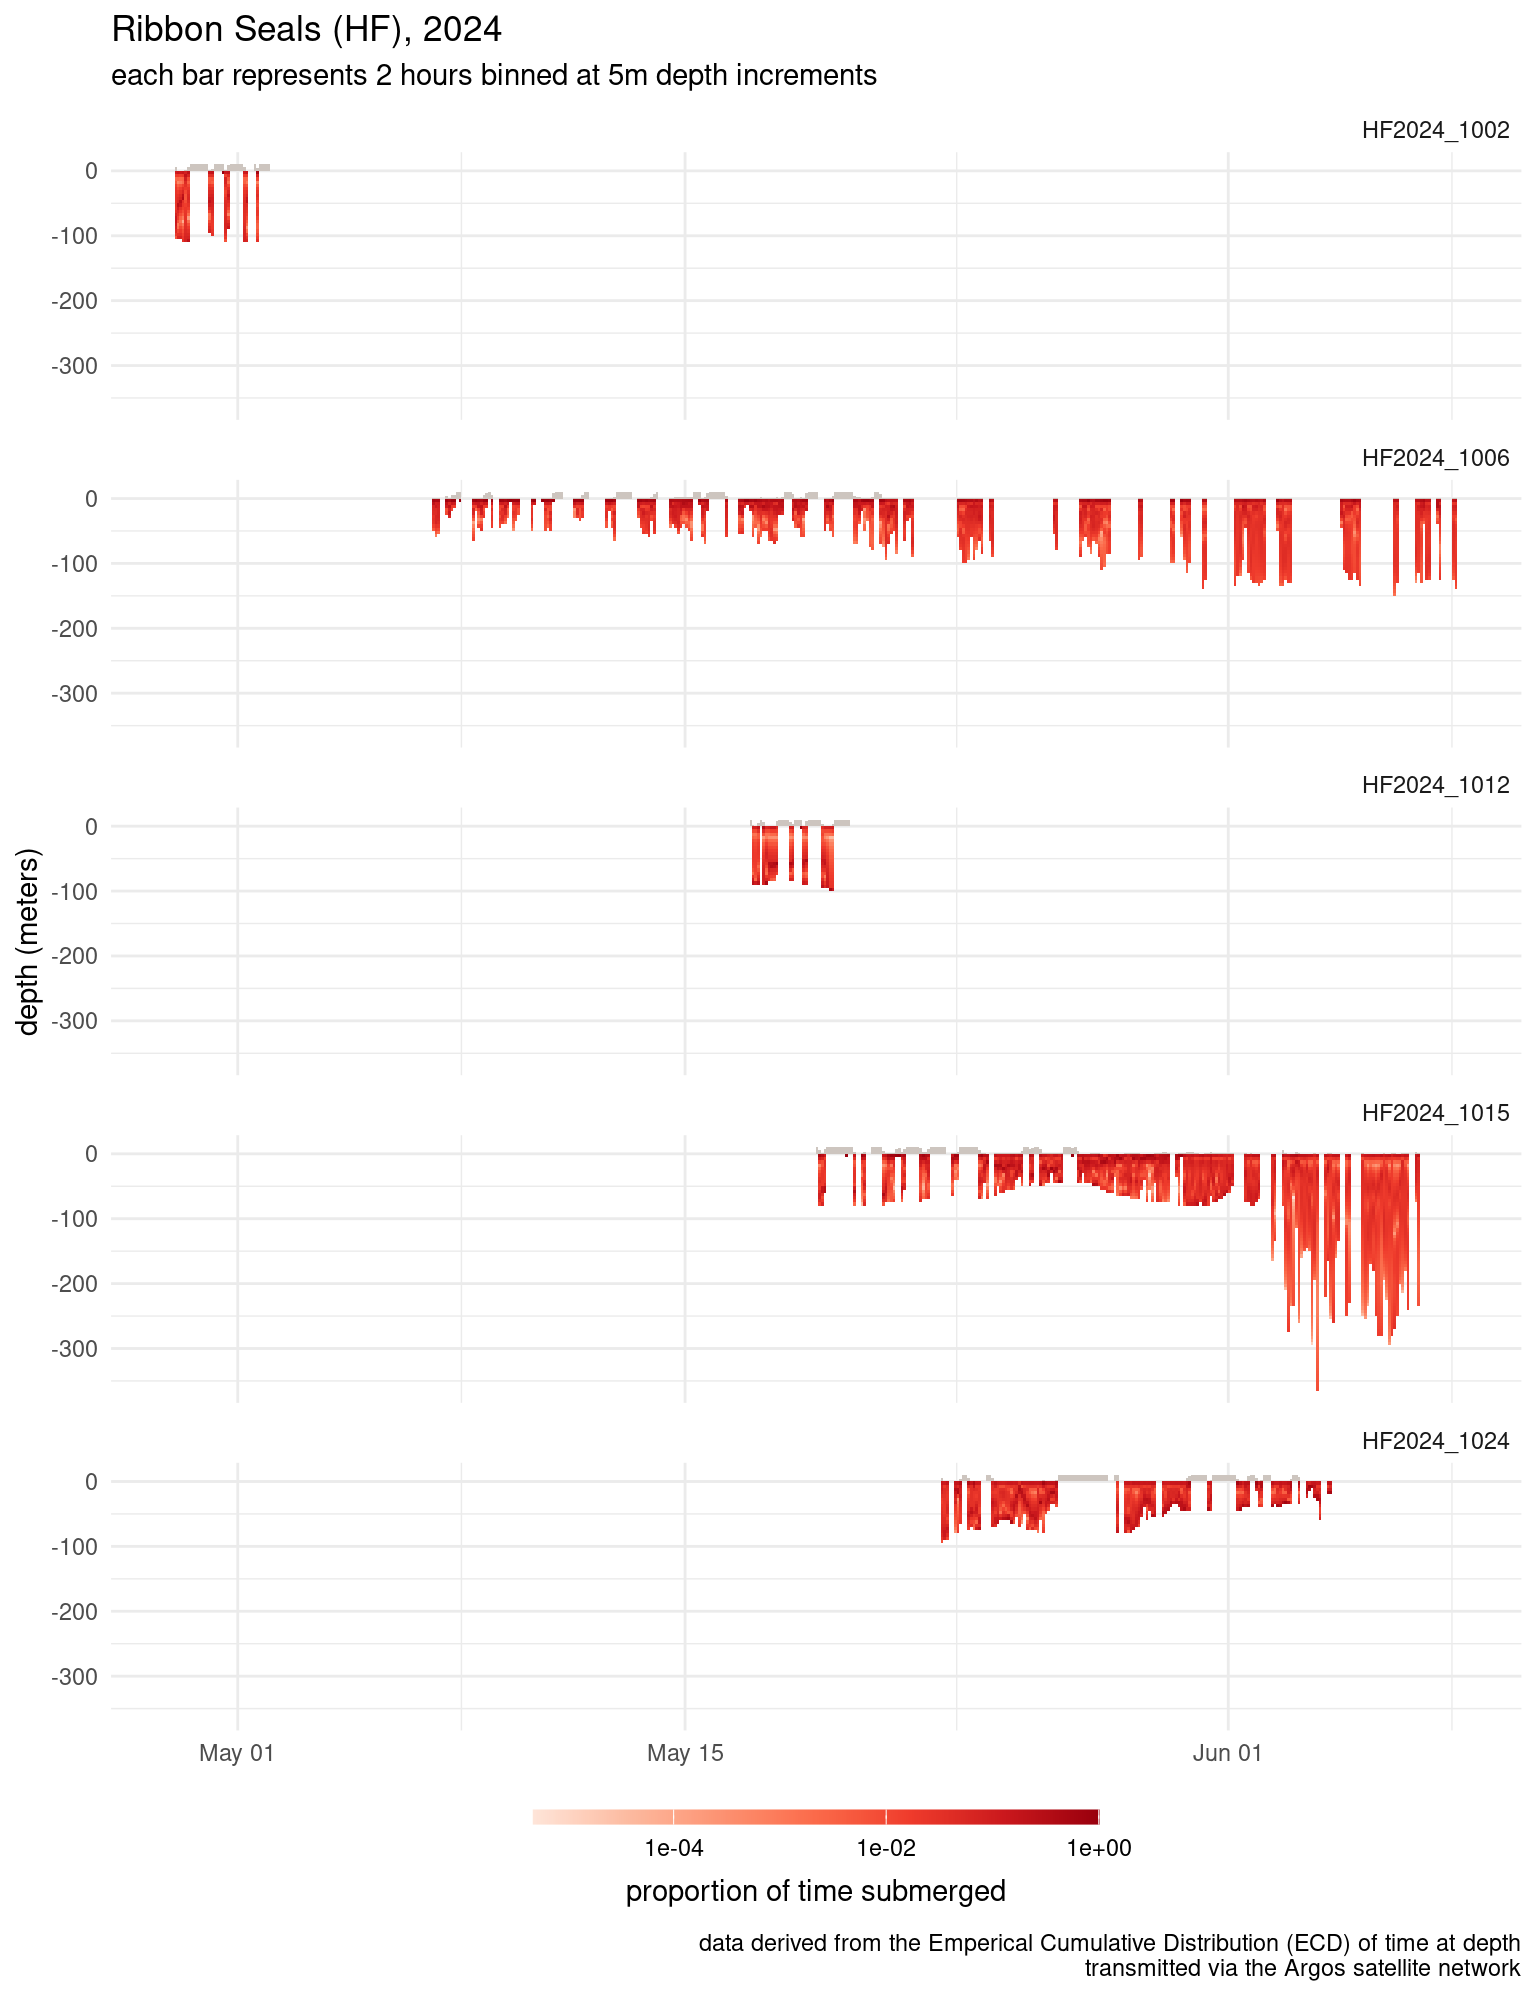 Ribbon Seals (HF), 2024
each bar represents 2 hours binned at 5m depth increments
HF2024_1002
0
-100
-200
-300
HF2024_1006
0
-100
-200
-300
HF2024_1012
0
-100
-200
-300
depth (meters)
HF2024_1015
0
-100
-200
-300
HF2024_1024
0
-100
-200
-300
May 01 May 15 Jun 01
1e-04 1e-02 1e+00
proportion of time submerged
data derived from the Emperical Cumulative Distribution (ECD) of time at depth
transmitted via the Argos satellite network